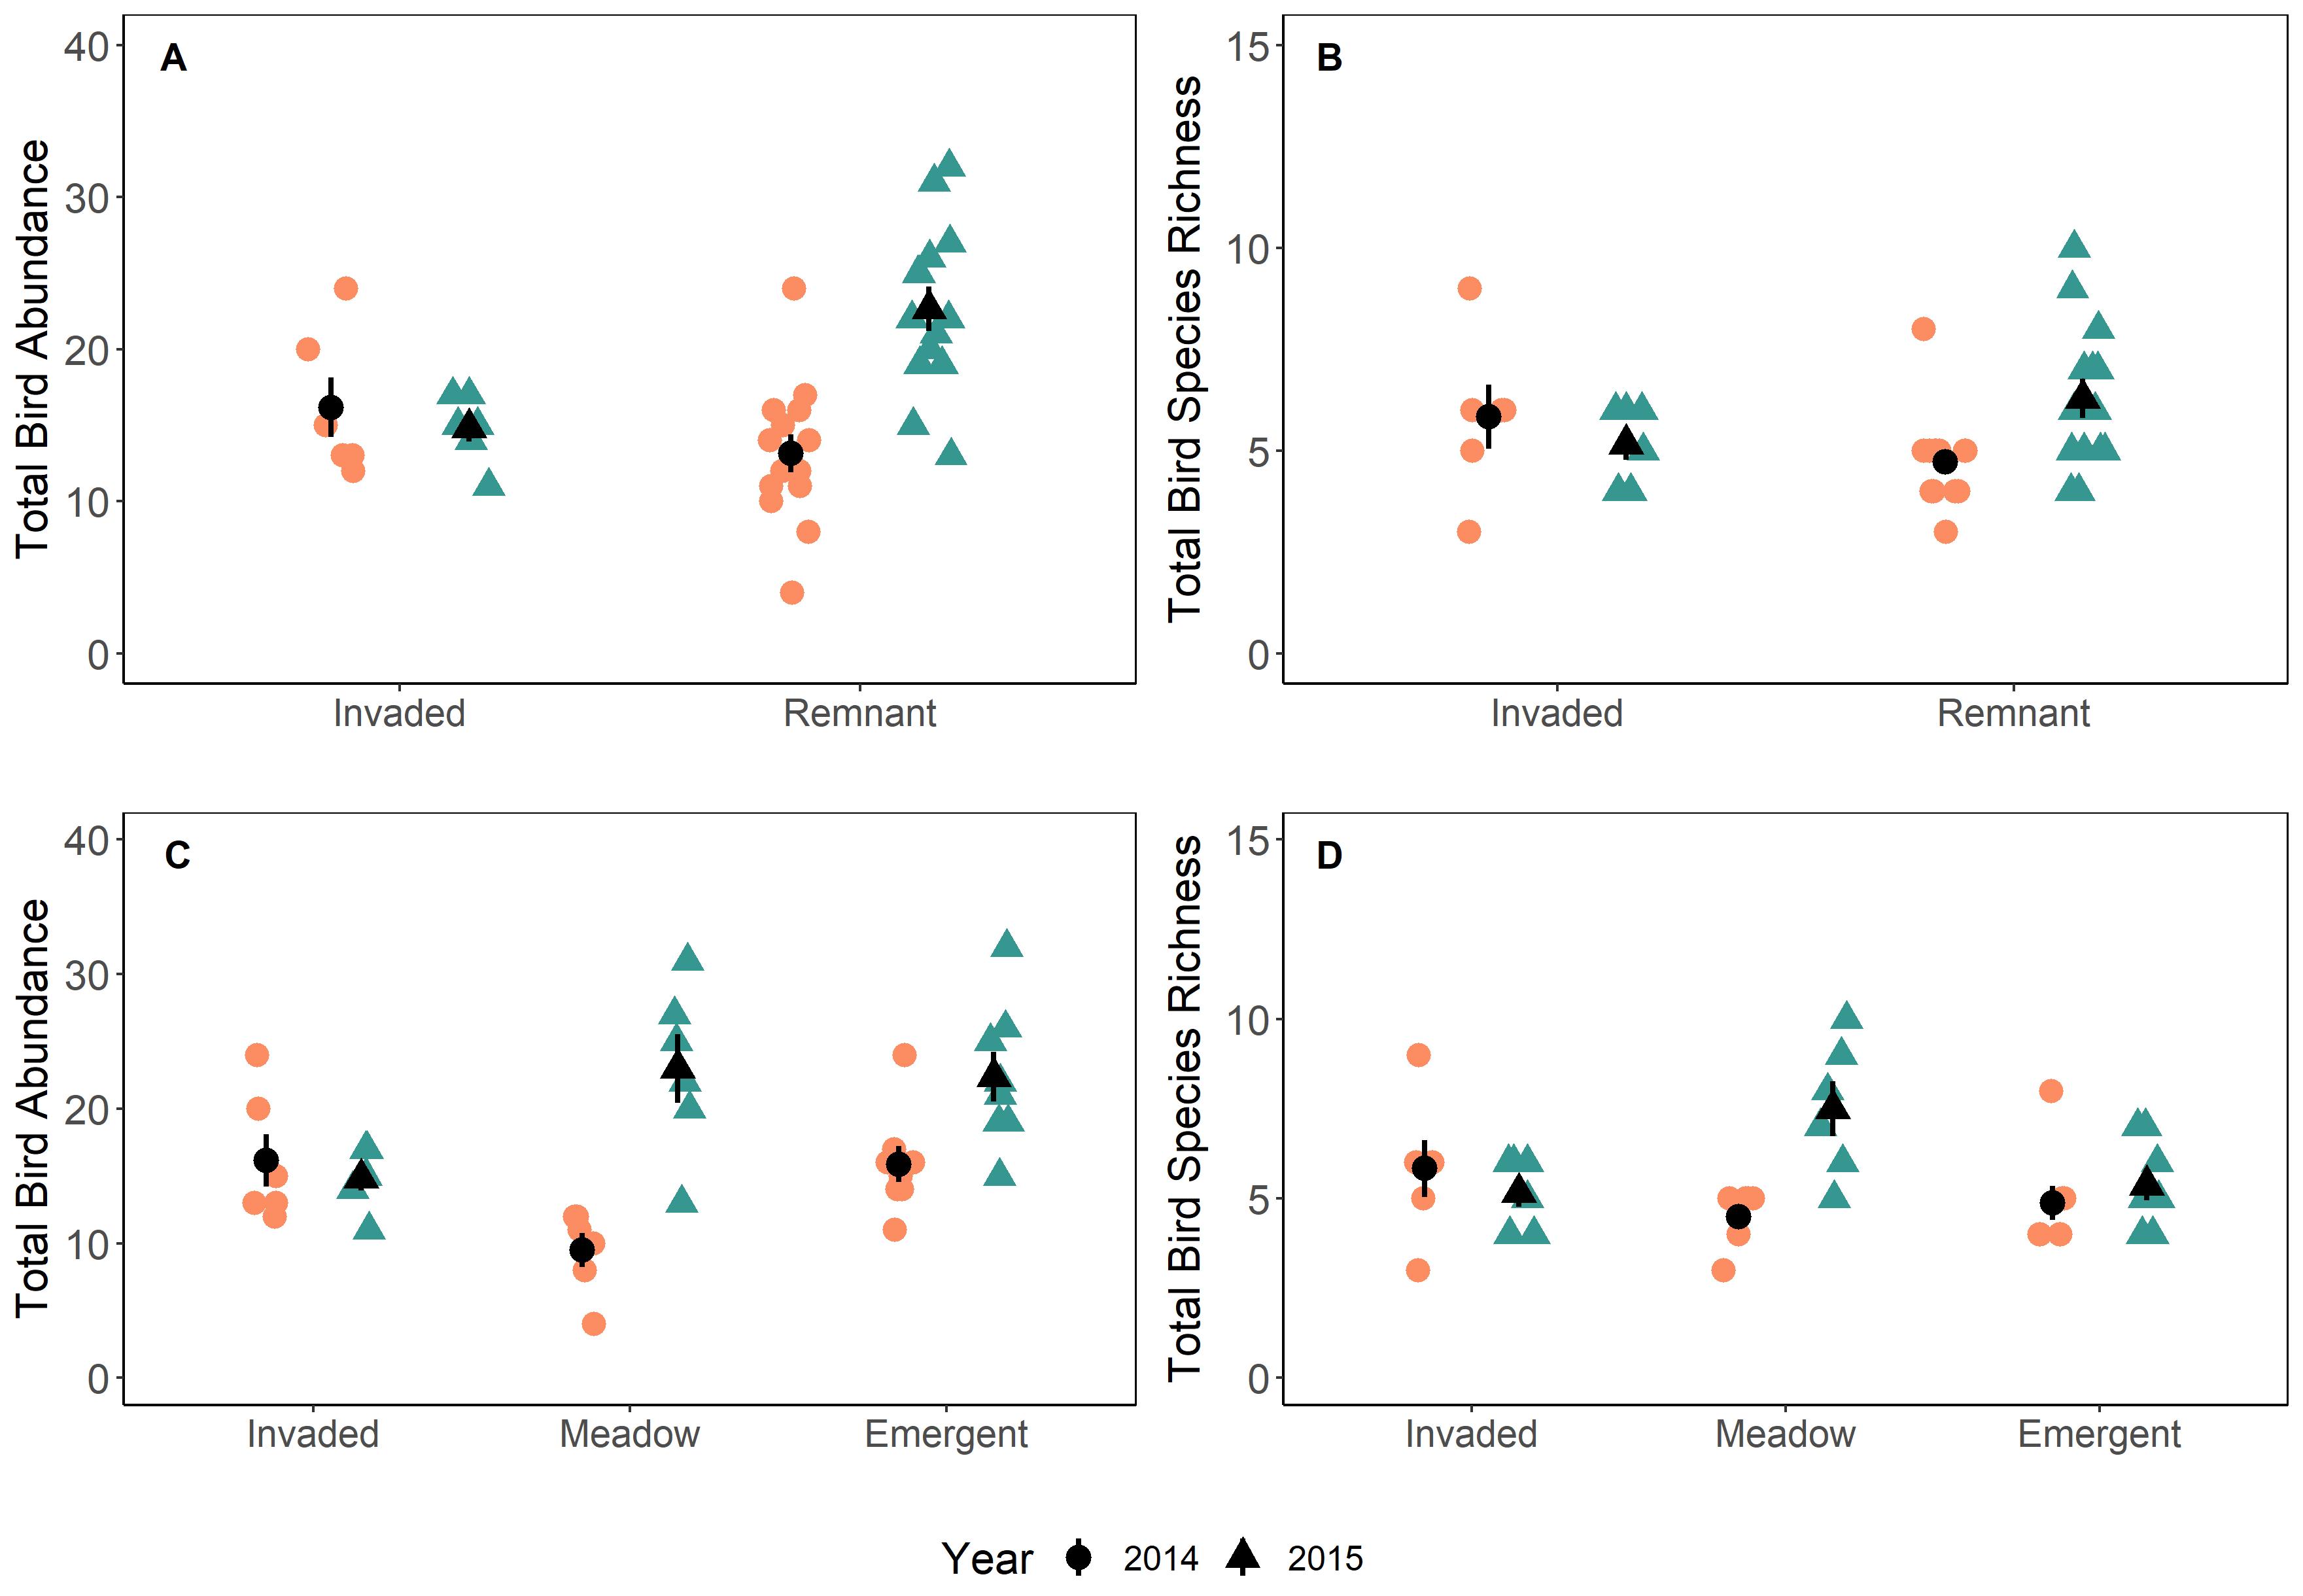 A
Total Bird Abundance
40
30
20
10
0
Invaded Remnant
B
Total Bird Species Richness
15
10
5
0
Invaded Remnant
C
Total Bird Abundance
40
30
20
10
0
Invaded Meadow Emergent
D
Total Bird Species Richness
15
10
5
0
Invaded Meadow Emergent
Year 2014 2015